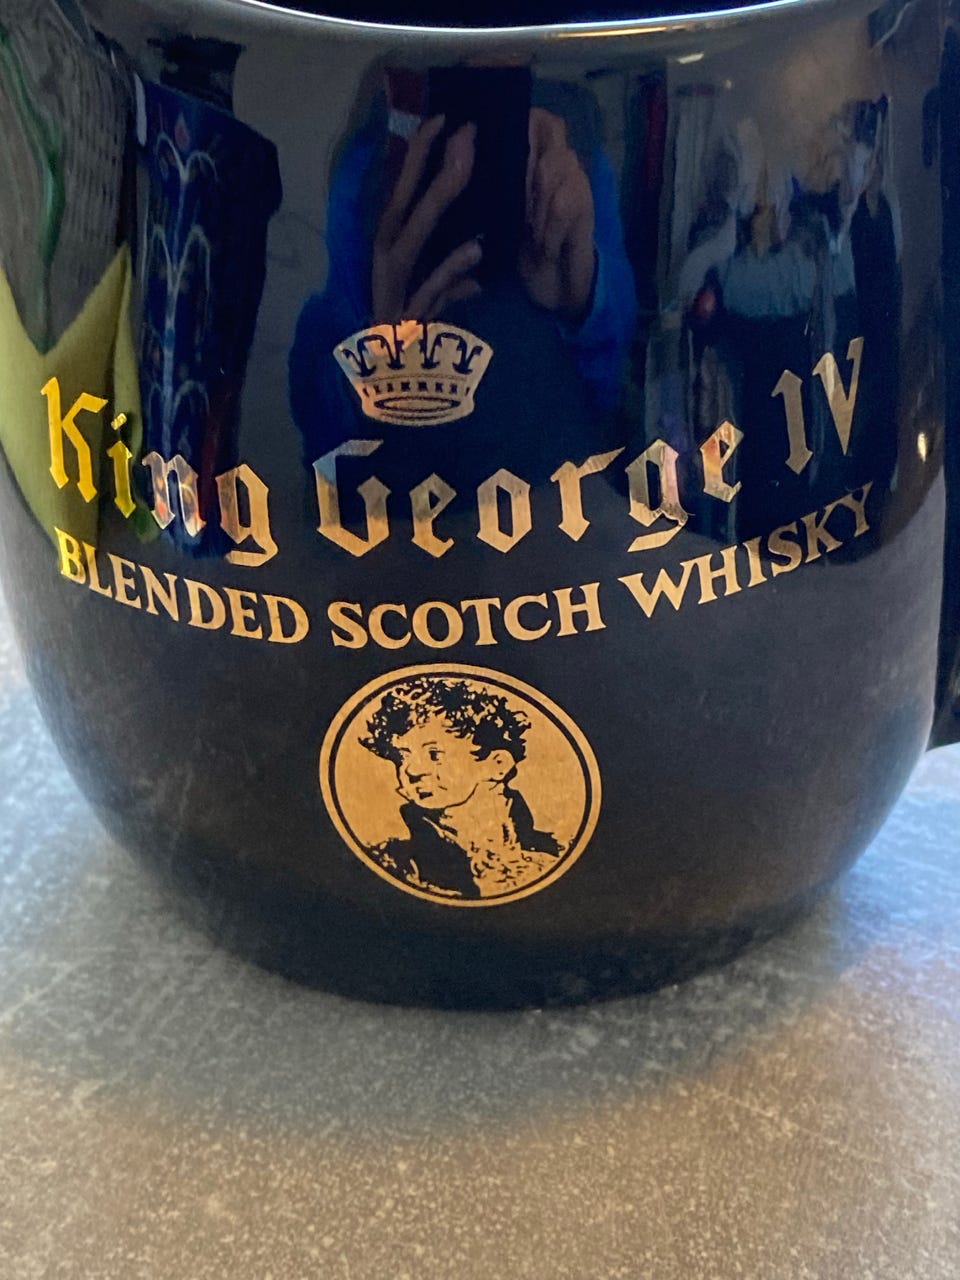 King George IV
BLENDED SCOTCH WHISKY